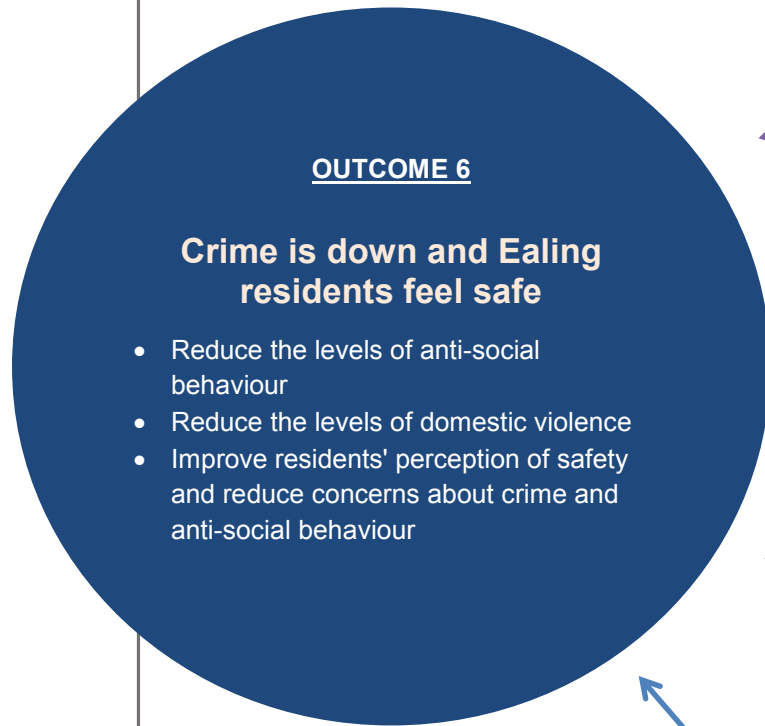 OUTCOME 6
Crime is down and Ealing
residents feel safe
• Reduce the levels of anti-social
behaviour
• Reduce the levels of domestic violence
• Improve residents' perception of safety
and reduce concerns about crime and
anti-social behaviour